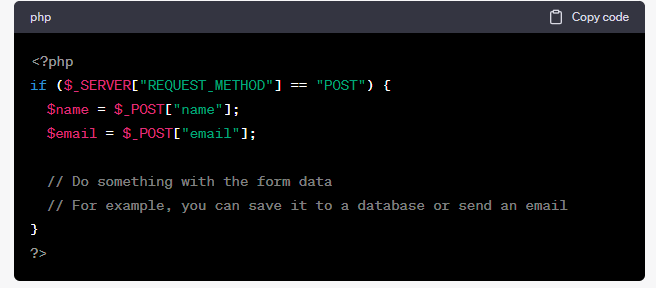 php Copy code
<?php
if ($_SERVER["REQUEST_METHOD"] == "POST") {
  $name = $_POST["name"];
  $email = $_POST["email"];

  // Do something with the form data
  // For example, you can save it to a database or send an email
}
?>